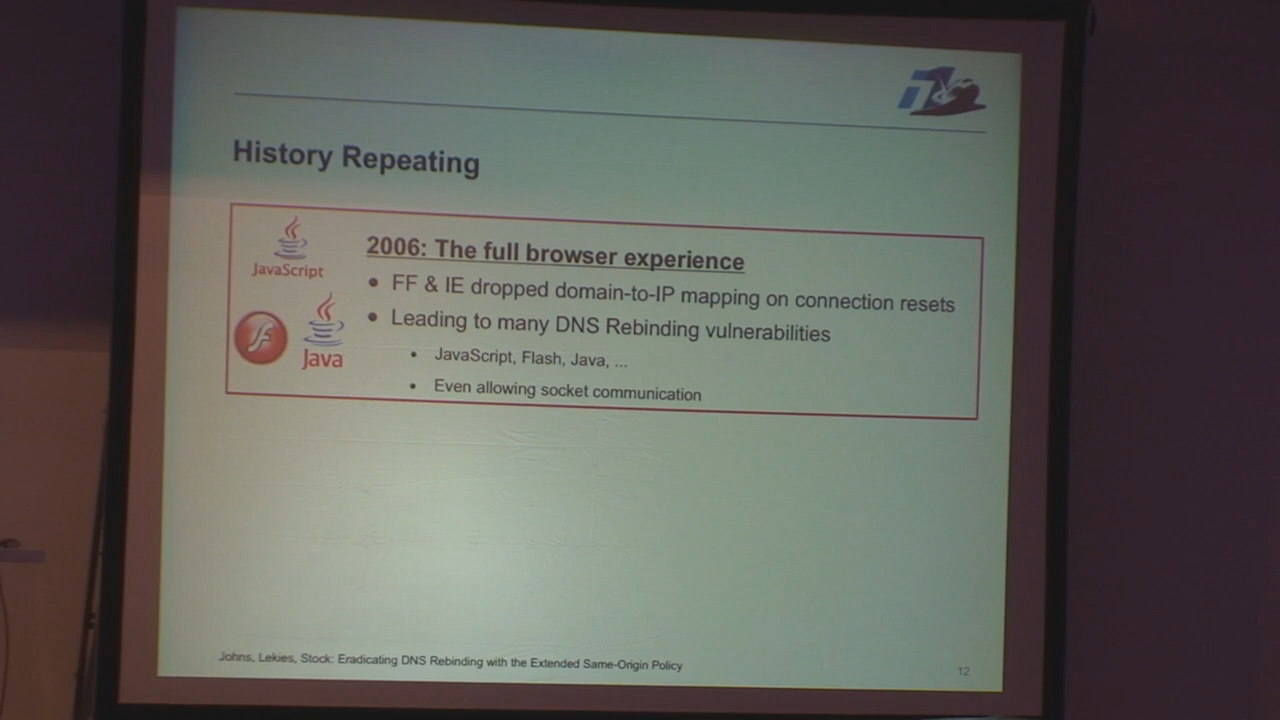 History Repeating
JavaScript
Java
2006: The full browser experience
• FF & IE dropped domain-to-IP mapping on connection resets
• Leading to many DNS Rebinding vulnerabilities
• JavaScript, Flash, Java, ...
• Even allowing socket communication
Johns, Lekies, Stock: Eradicating DNS Rebinding with the Extended Same-Origin Policy
12